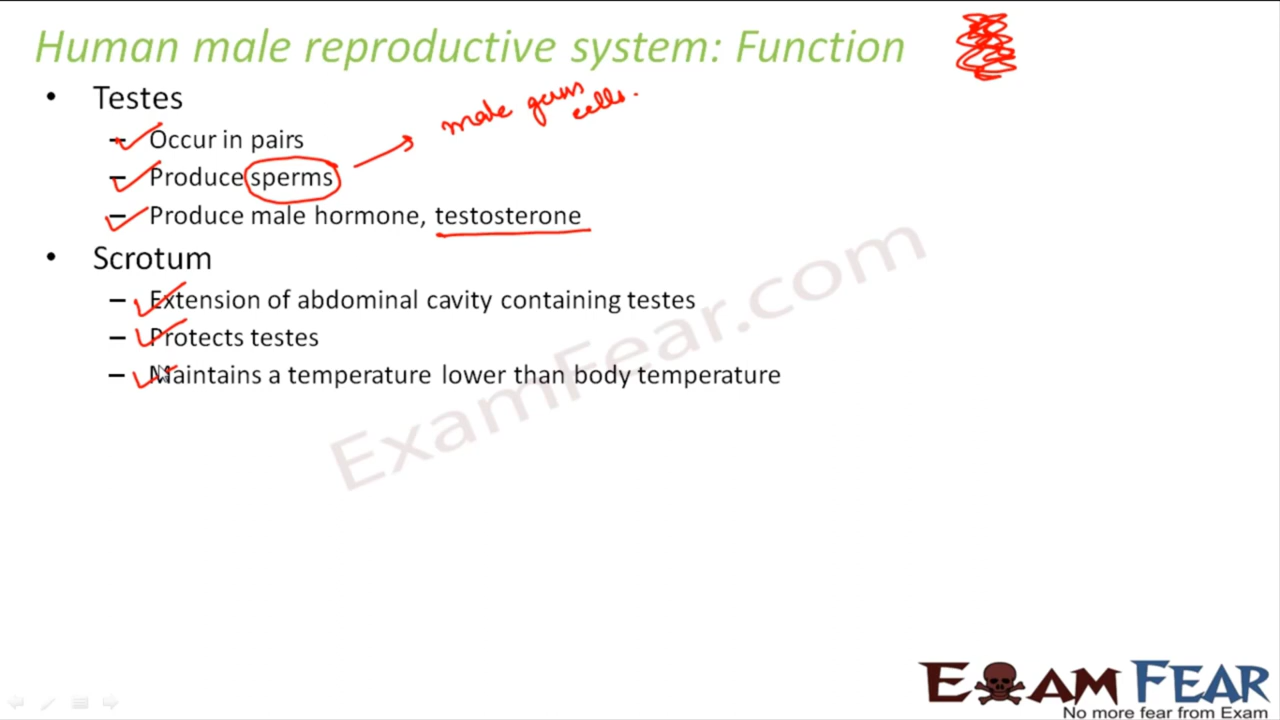 Human male reproductive system: Function
• Testes
male germ
cells.
– Occur in pairs
– Produce sperms
– Produce male hormone, testosterone
• Scrotum
– Extension of abdominal cavity containing testes
– Protects testes
– Maintains a temperature lower than body temperature
ExamFear.com
EXAM FEAR
No more fear from Exam